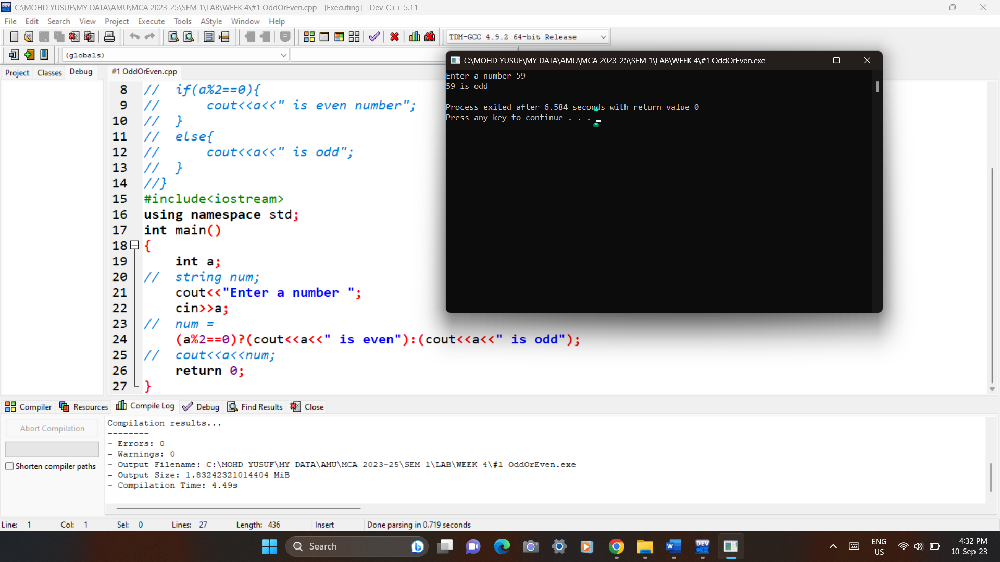 C:\MOHD YUSUF\MY DATA\AMU\MCA 2023-25\SEM 1\LAB\WEEK 4\#1 OddOrEven.cpp - [Executing] - Dev-C++ 5.11
File Edit Search View Project Execute Tools AStyle Window Help
TDM-GCC 4.9.2 64-bit Release
(globals)
Project Classes Debug #1 OddOrEven.cpp
8 // if(a%2==0){
9 // cout<<a<<" is even number";
10 // }
11 // else{
12 // cout<<a<<" is odd";
13 // }
14 //}
15 #include<iostream>
16 using namespace std;
17 int main()
18 {
19 int a;
20 // string num;
21 cout<<"Enter a number ";
22 cin>>a;
23 // num =
24 (a%2==0)?(cout<<a<<" is even"):(cout<<a<<" is odd");
25 // cout<<a<<num;
26 return 0;
27 }
C:\MOHD YUSUF\MY DATA\AMU\MCA 2023-25\SEM 1\LAB\WEEK 4\#1 OddOrEven.exe
Enter a number 59
59 is odd
--------------------------------
Process exited after 6.584 seconds with return value 0
Press any key to continue . . .
Compiler Resources Compile Log Debug Find Results Close
Abort Compilation
Shorten compiler paths
Compilation results...
--------
- Errors: 0
- Warnings: 0
- Output Filename: C:\MOHD YUSUF\MY DATA\AMU\MCA 2023-25\SEM 1\LAB\WEEK 4\#1 OddOrEven.exe
- Output Size: 1.83242321014404 MiB
- Compilation Time: 4.49s
Line: 1 Col: 1 Sel: 0 Lines: 27 Length: 436 Insert Done parsing in 0.719 seconds
Search
W
DEV
C++
ENG
US
4:32 PM
10-Sep-23